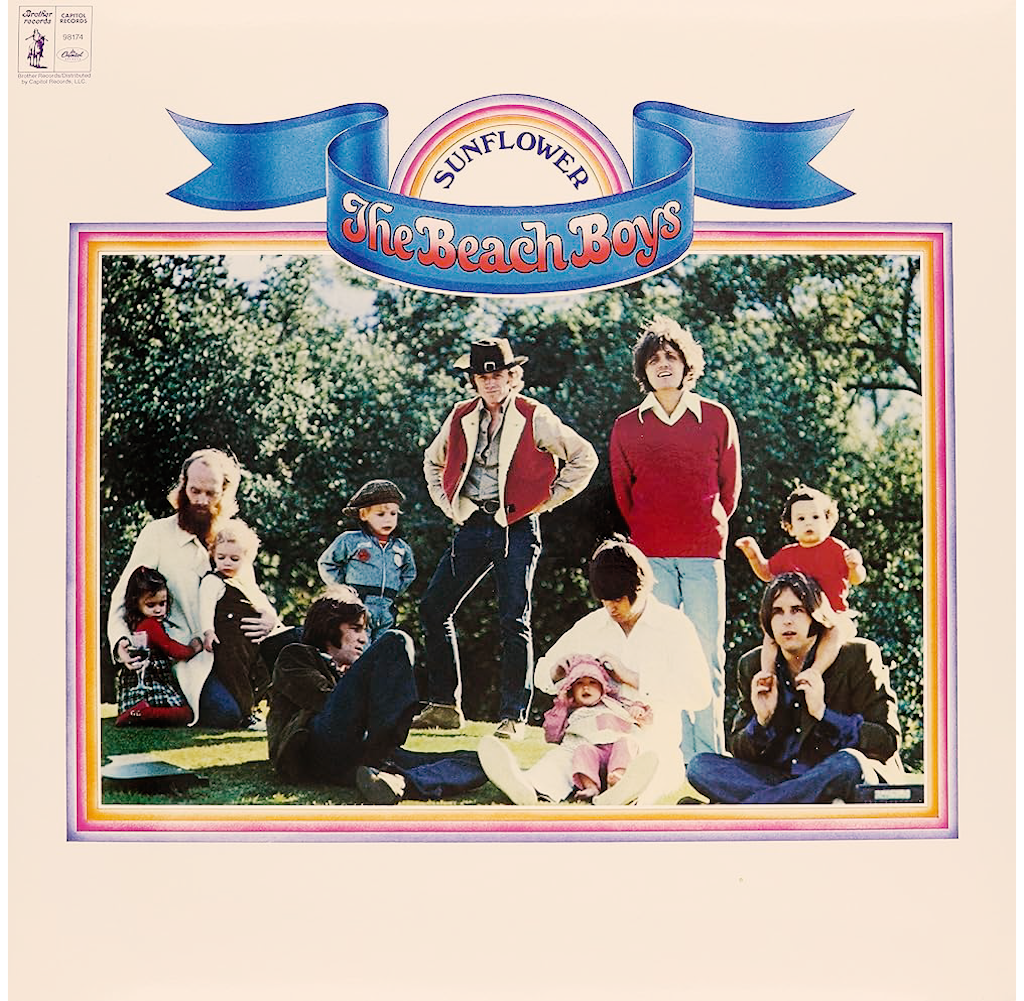 Brother
records
CAPITOL
RECORDS
98174
Capitol
Brother Records/Distributed
by Capitol Records, LLC.
SUNFLOWER
The Beach Boys